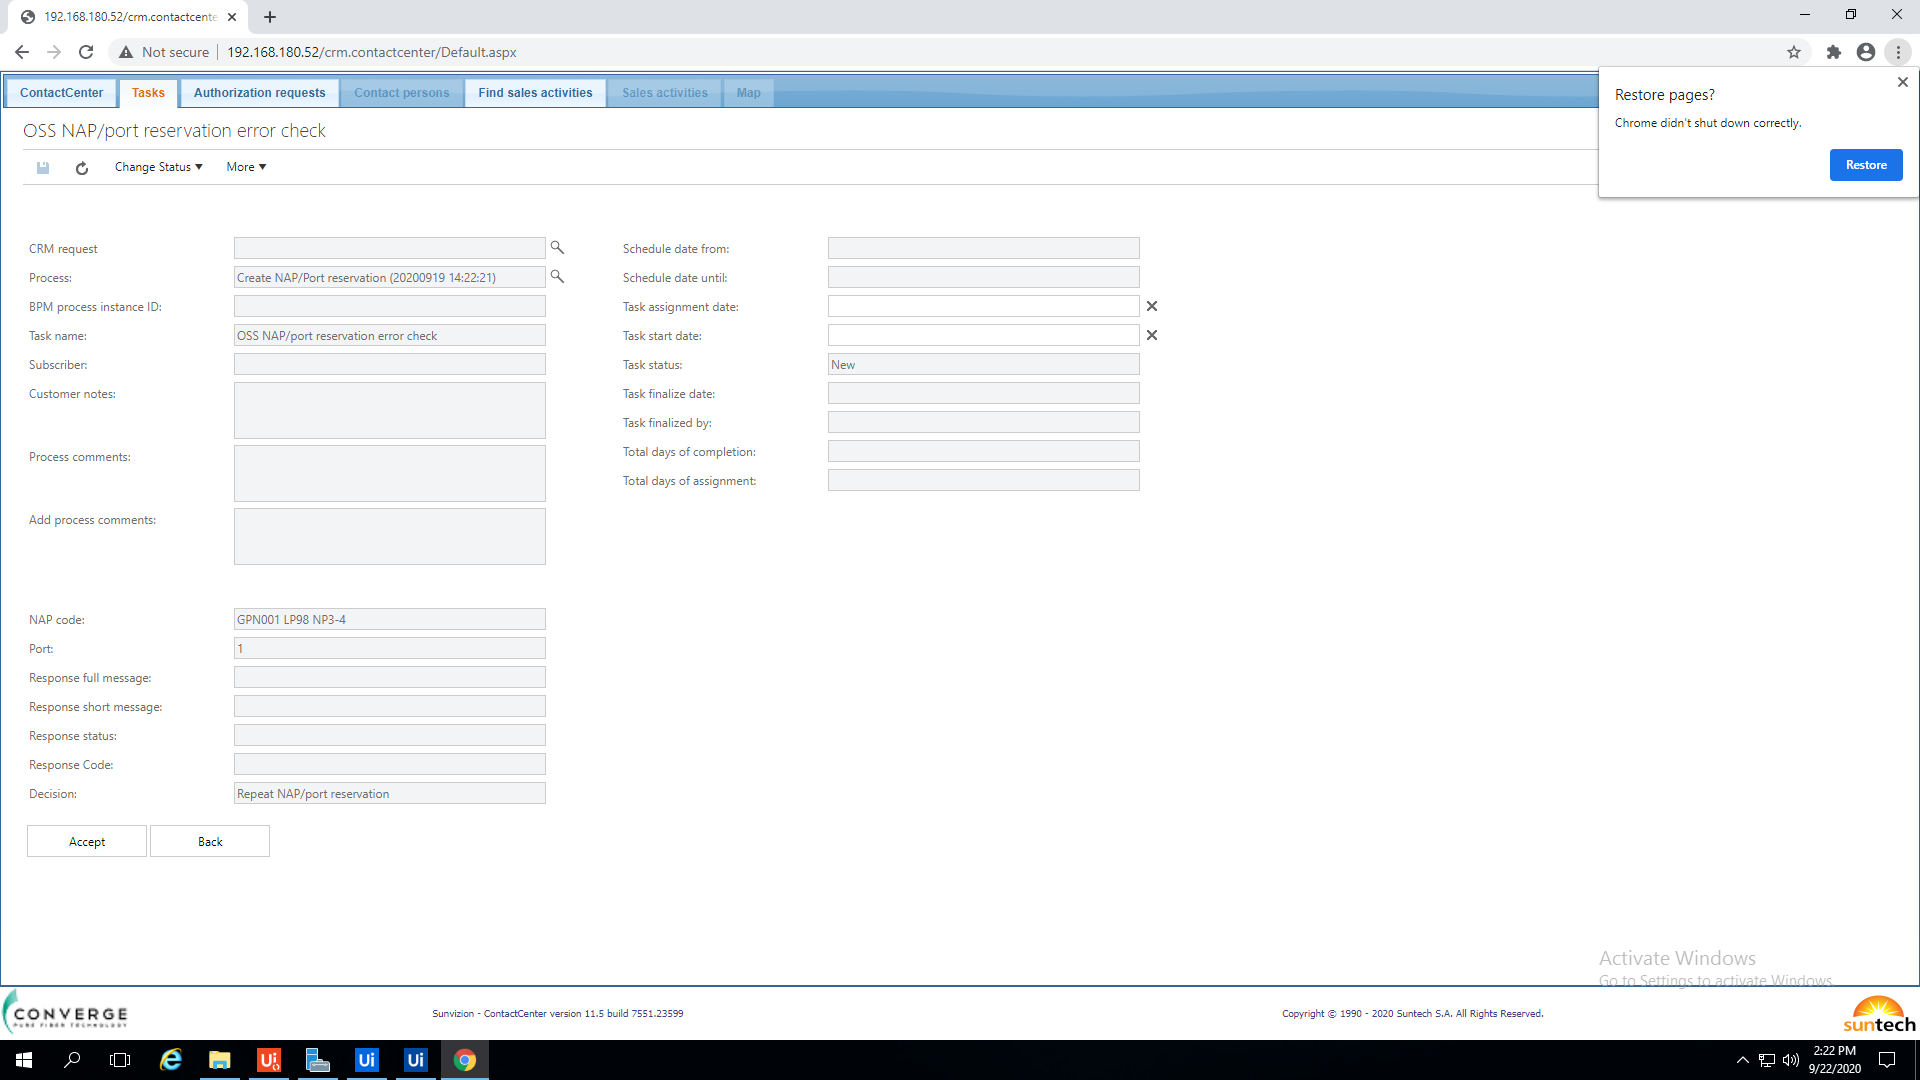 192.168.180.52/crm.contactcente
Not secure
192.168.180.52/crm.contactcenter/Default.aspx
ContactCenter
Tasks
Authorization requests
Contact persons
Find sales activities
Sales activities
Map
Restore pages?
Chrome didn't shut down correctly.
Restore
OSS NAP/port reservation error check
Change Status
More
CRM request
Process: Create NAP/Port reservation (20200919 14:22:21)
BPM process instance ID:
Task name: OSS NAP/port reservation error check
Subscriber:
Customer notes:
Process comments:
Add process comments:
Schedule date from:
Schedule date until:
Task assignment date:
Task start date:
Task status: New
Task finalize date:
Task finalized by:
Total days of completion:
Total days of assignment:
NAP code: GPN001 LP98 NP3-4
Port: 1
Response full message:
Response short message:
Response status:
Response Code:
Decision: Repeat NAP/port reservation
Accept
Back
Activate Windows
Go to Settings to activate Windows.
CONVERGE
PURE FIBER TECHNOLOGY
Sunvizion - ContactCenter version 11.5 build 7551.23599
Copyright © 1990 - 2020 Suntech S.A. All Rights Reserved.
suntech
Ui
Ui
Ui
2:22 PM
9/22/2020